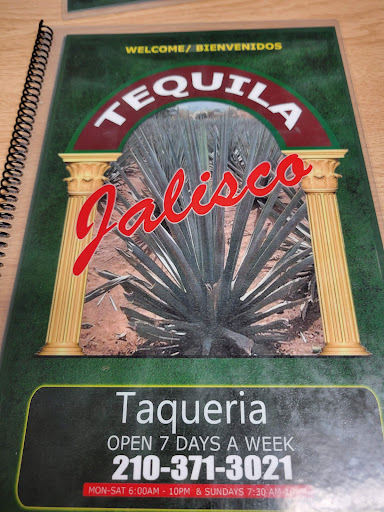 WELCOME/ BIENVENIDOS
TEQUILA
Jalisco
Taqueria
OPEN 7 DAYS A WEEK
210-371-3021
MON-SAT 6:00AM - 10PM & SUNDAYS 7:30 AM-